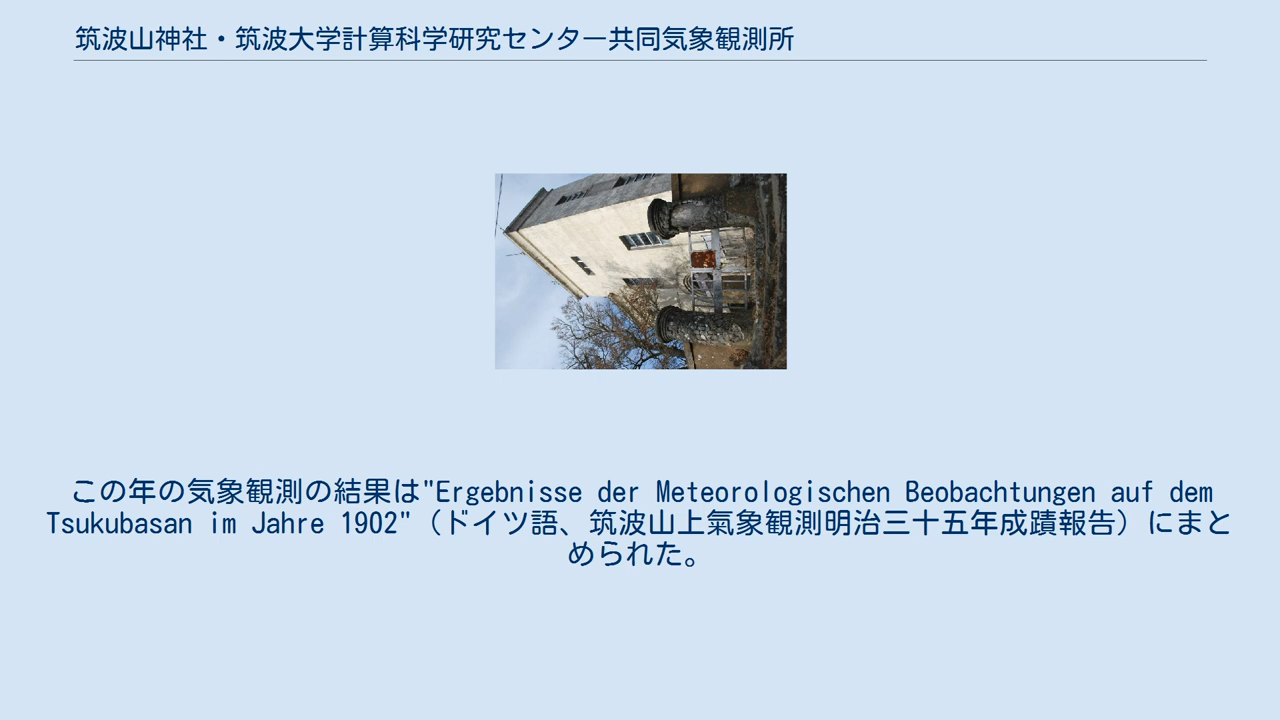 筑波山神社・筑波大学計算科学研究センター共同気象観測所
この年の気象観測の結果は"Ergebnisse der Meteorologischen Beobachtungen auf dem
Tsukubasan im Jahre 1902"（ドイツ語、筑波山上氣象観測明治三十五年成蹟報告）にまと
められた。